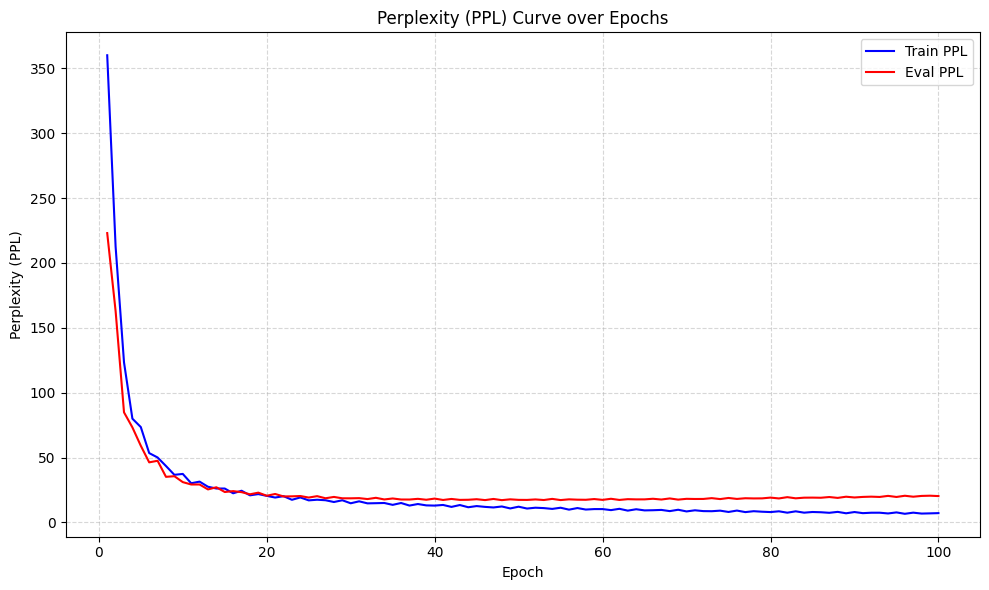 Perplexity (PPL) Curve over Epochs
Train PPL
Eval PPL
Perplexity (PPL)
350
300
250
200
150
100
50
0
0 20 40 60 80 100
Epoch